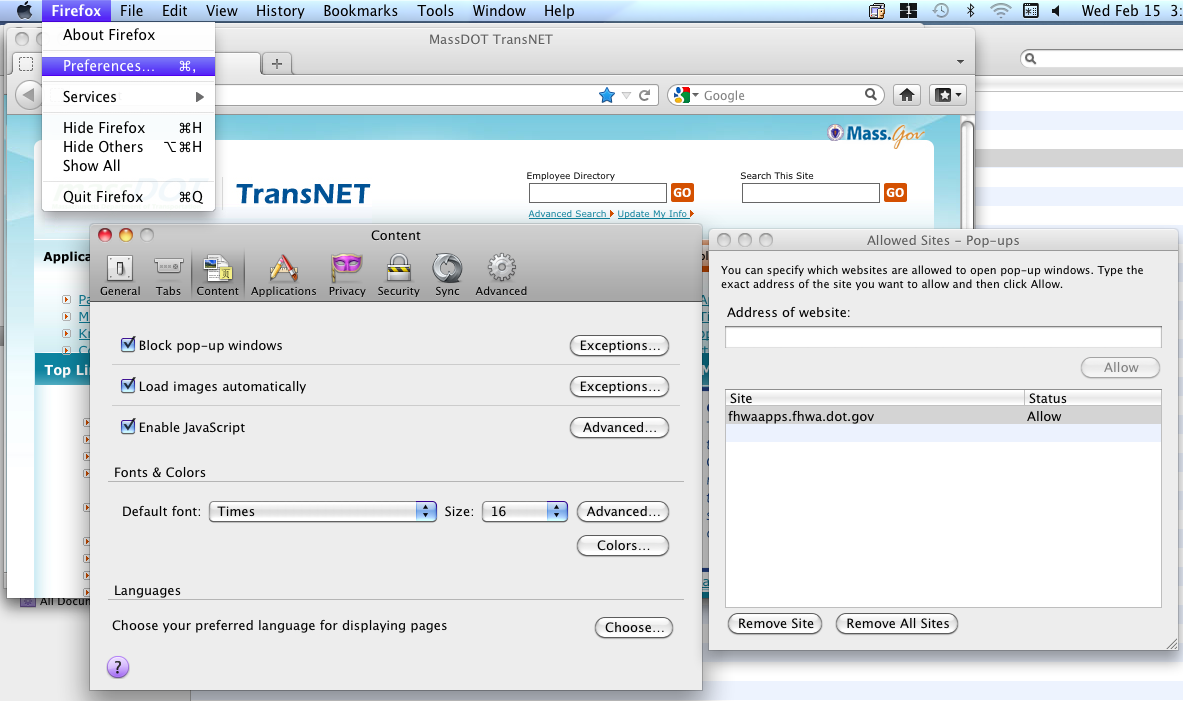 Firefox File Edit View History Bookmarks Tools Window Help Wed Feb 15 3:
About Firefox
Preferences... ⌘,
Services
Hide Firefox ⌘H
Hide Others ⌥⌘H
Show All
Quit Firefox ⌘Q
MassDOT TransNET
Google
Mass.Gov
TransNET
Employee Directory
GO
Advanced Search Update My Info
Search This Site
GO
Applica
Pa
M
Kn
Co
Top Li
All Docum
Content
General Tabs Content Applications Privacy Security Sync Advanced
Block pop-up windows Exceptions...
Load images automatically Exceptions...
Enable JavaScript Advanced...
Fonts & Colors
Default font: Times Size: 16 Advanced...
Colors...
Languages
Choose your preferred language for displaying pages Choose...
?
Allowed Sites - Pop-ups
You can specify which websites are allowed to open pop-up windows. Type the
exact address of the site you want to allow and then click Allow.
Address of website:
Allow
Site Status
fhwaapps.fhwa.dot.gov Allow
Remove Site Remove All Sites